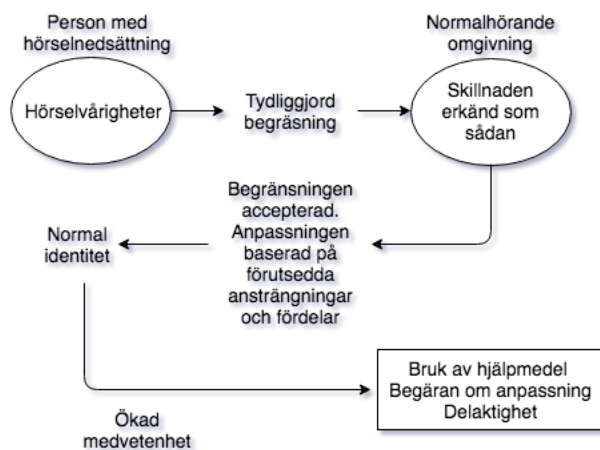 Person med
hörselnedsättning
Normalhörande
omgivning
Hörselvårigheter
Tydliggjord
begräsning
Skillnaden
erkänd som
sådan
Begränsningen
accepterad.
Anpassningen
baserad på
förutsedda
ansträngningar
och fördelar
Normal
identitet
Bruk av hjälpmedel
Begäran om anpassning
Delaktighet
Ökad
medvetenhet